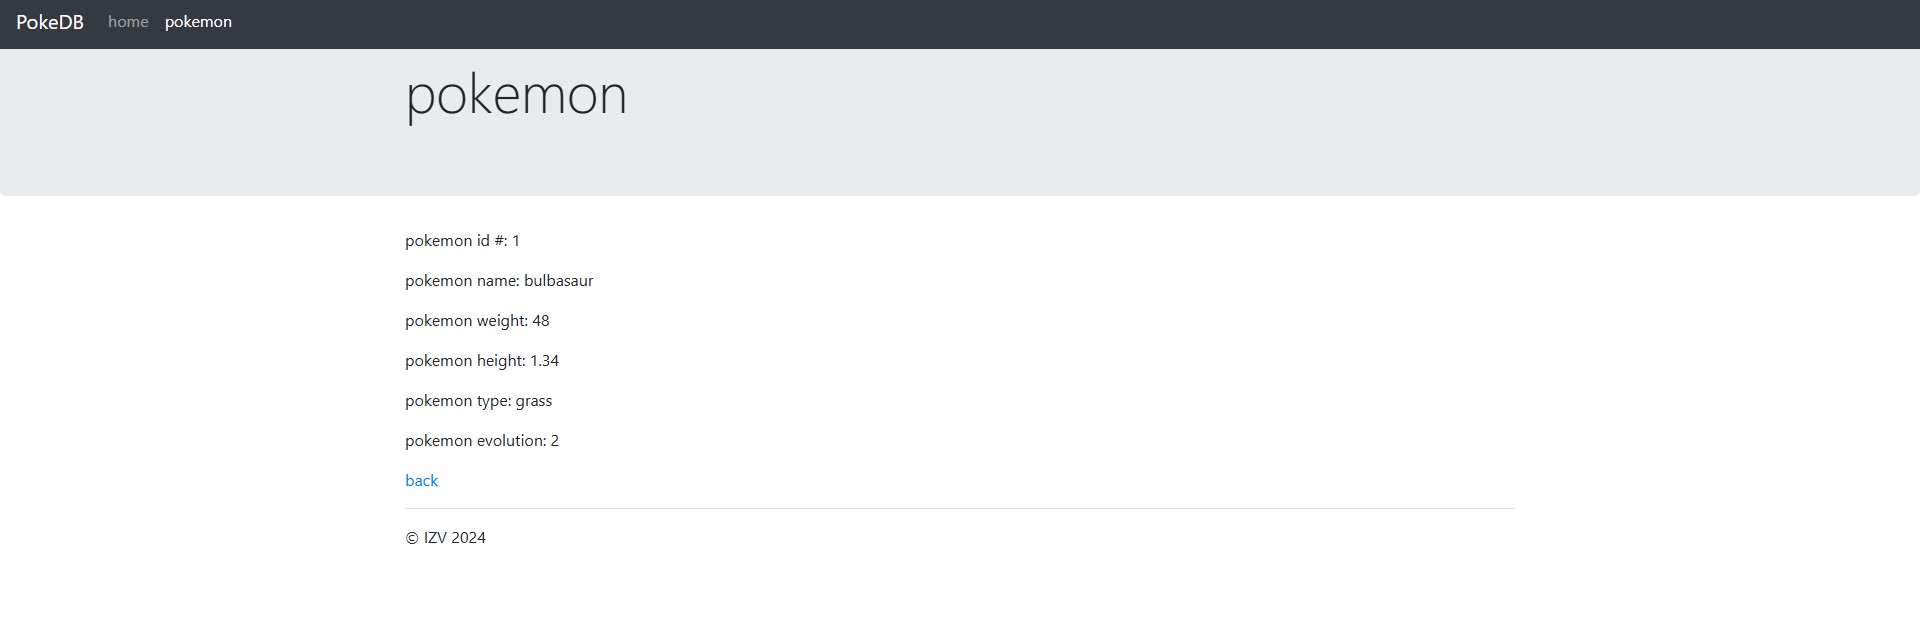 PokeDB home pokemon
pokemon
pokemon id #: 1
pokemon name: bulbasaur
pokemon weight: 48
pokemon height: 1.34
pokemon type: grass
pokemon evolution: 2
back
© IZV 2024